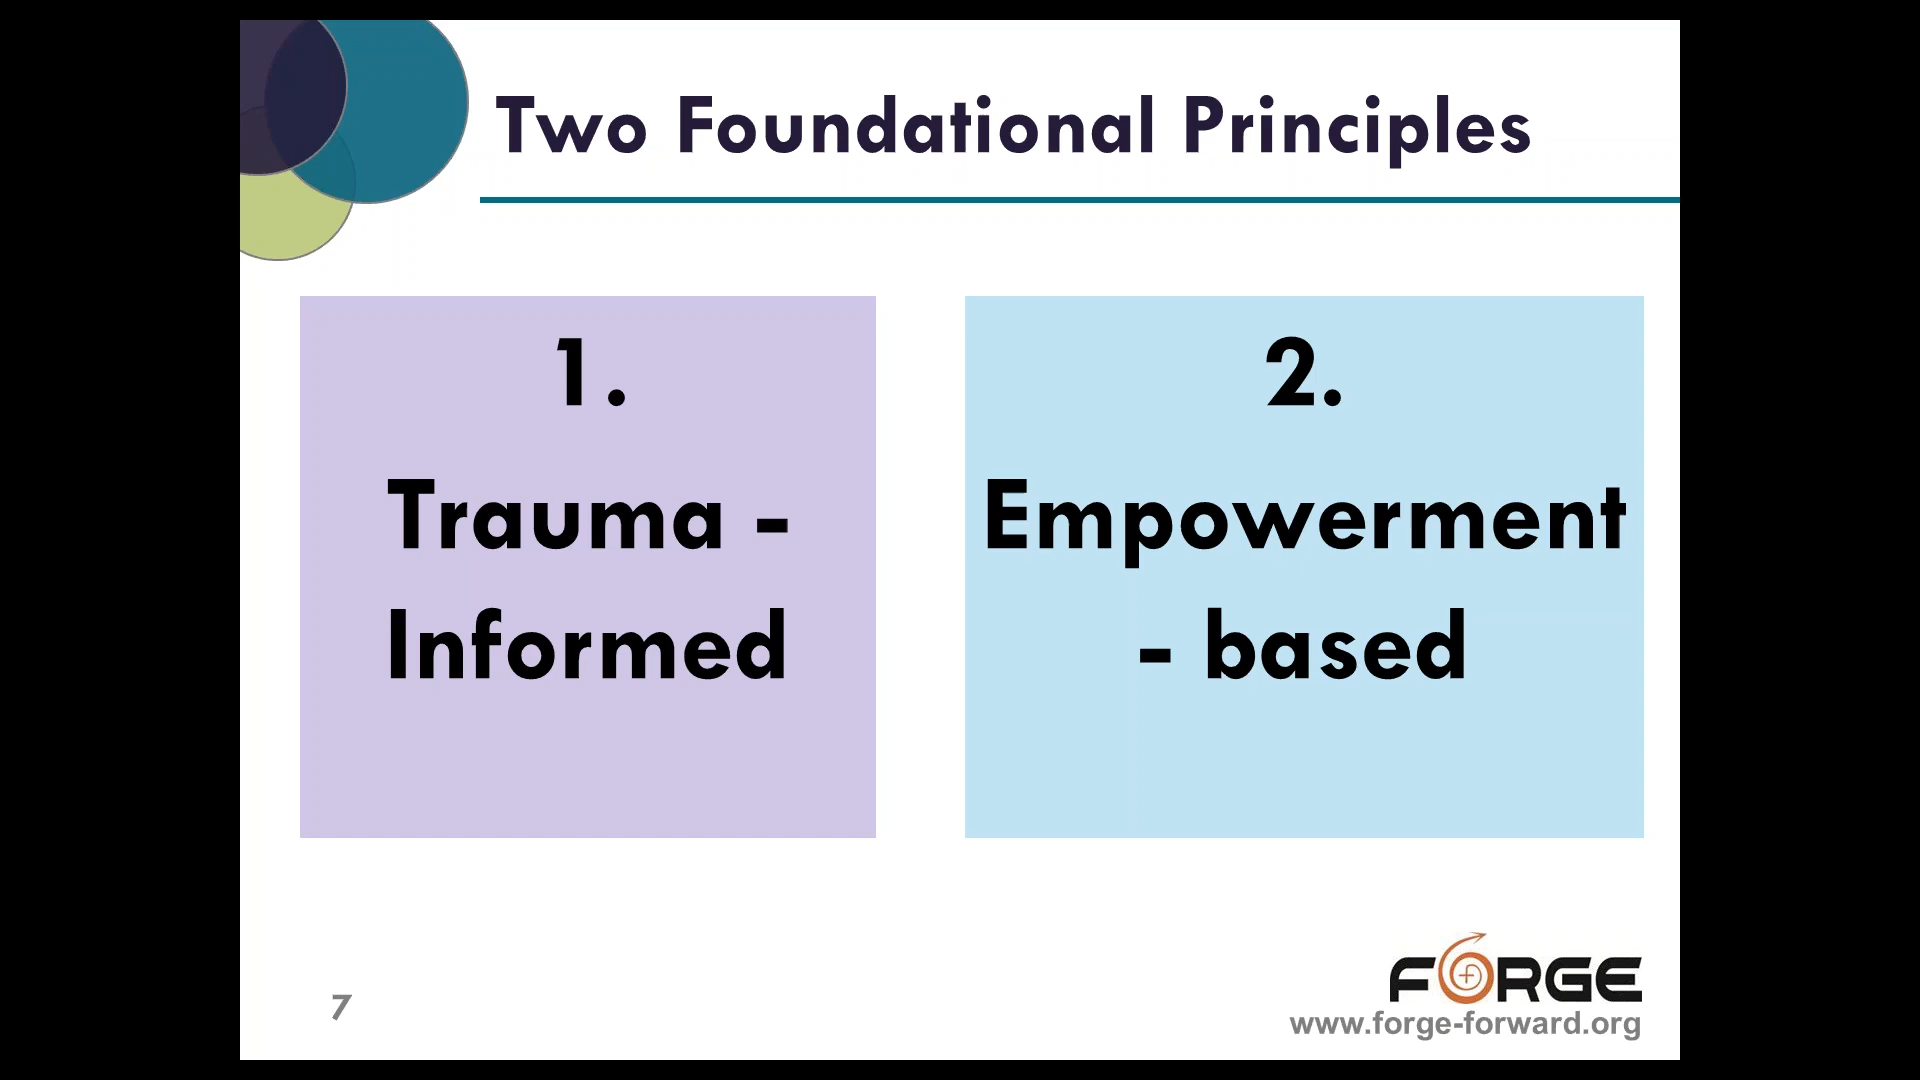 Two Foundational Principles
1.
Trauma -
Informed
2.
Empowerment
- based
7
FORGE
www.forge-forward.org